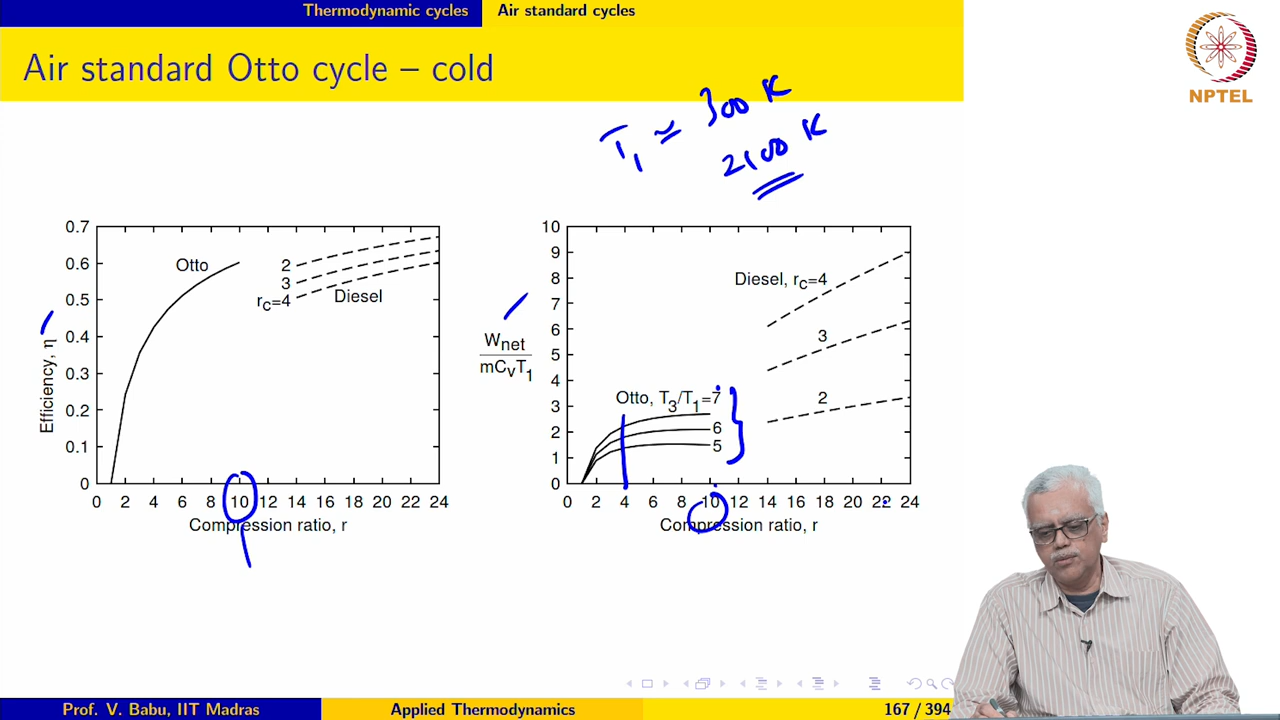 Thermodynamic cycles Air standard cycles
Air standard Otto cycle – cold
NPTEL
T1 ≃ 300 K
2100 K
0.7
0.6
0.5
0.4
0.3
0.2
0.1
0
Efficiency, η
Otto
2
3
rC=4
Diesel
0 2 4 6 8 10 12 14 16 18 20 22 24
Compression ratio, r
10
9
8
7
6
5
4
3
2
1
0
Wnet
mCvT1
Diesel, rC=4
3
2
Otto, T3/T1=7
6
5
0 2 4 6 8 10 12 14 16 18 20 22 24
Compression ratio, r
Prof. V. Babu, IIT Madras Applied Thermodynamics 167 / 394